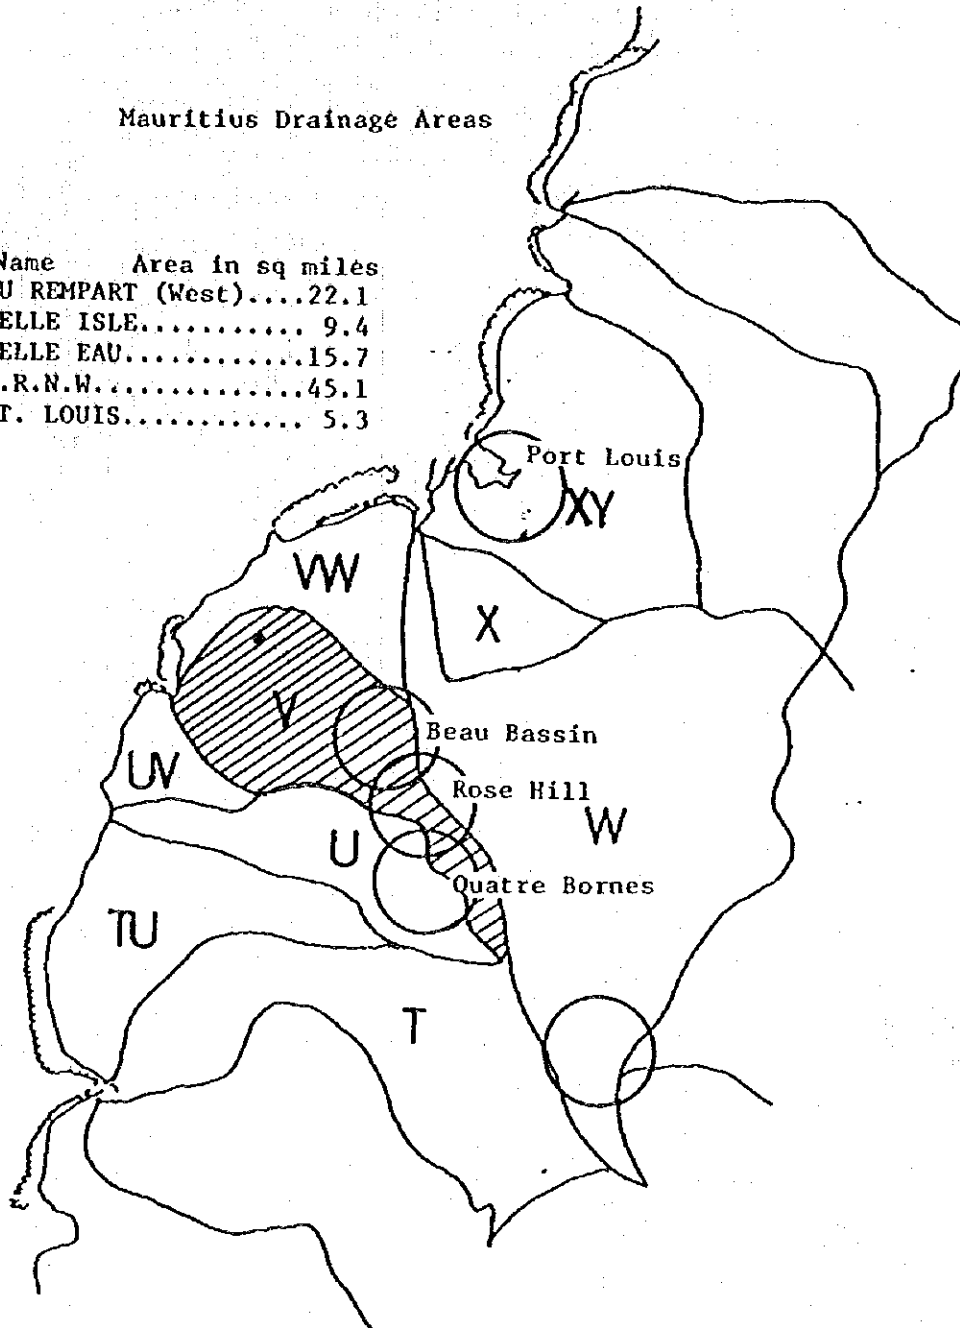 Mauritius Drainage Areas
Name Area in sq miles
U REMPART (West)....22.1
ELLE ISLE........... 9.4
ELLE EAU............15.7
.R.N.W..............45.1
T. LOUIS............ 5.3
Port Louis
XY
VW
X
V
Beau Bassin
UV
Rose Hill
W
U
Quatre Bornes
TU
T